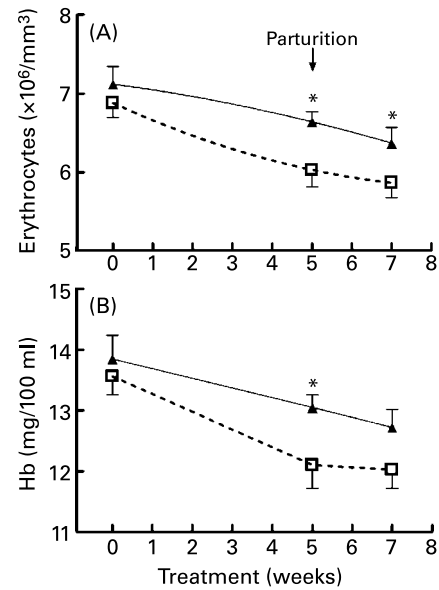 (A)
Parturition
Erythrocytes (×10⁶/mm³)
8
7
6
5
*
*
0 1 2 3 4 5 6 7 8
(B)
Hb (mg/100 ml)
15
14
13
12
11
*
0 1 2 3 4 5 6 7 8
Treatment (weeks)